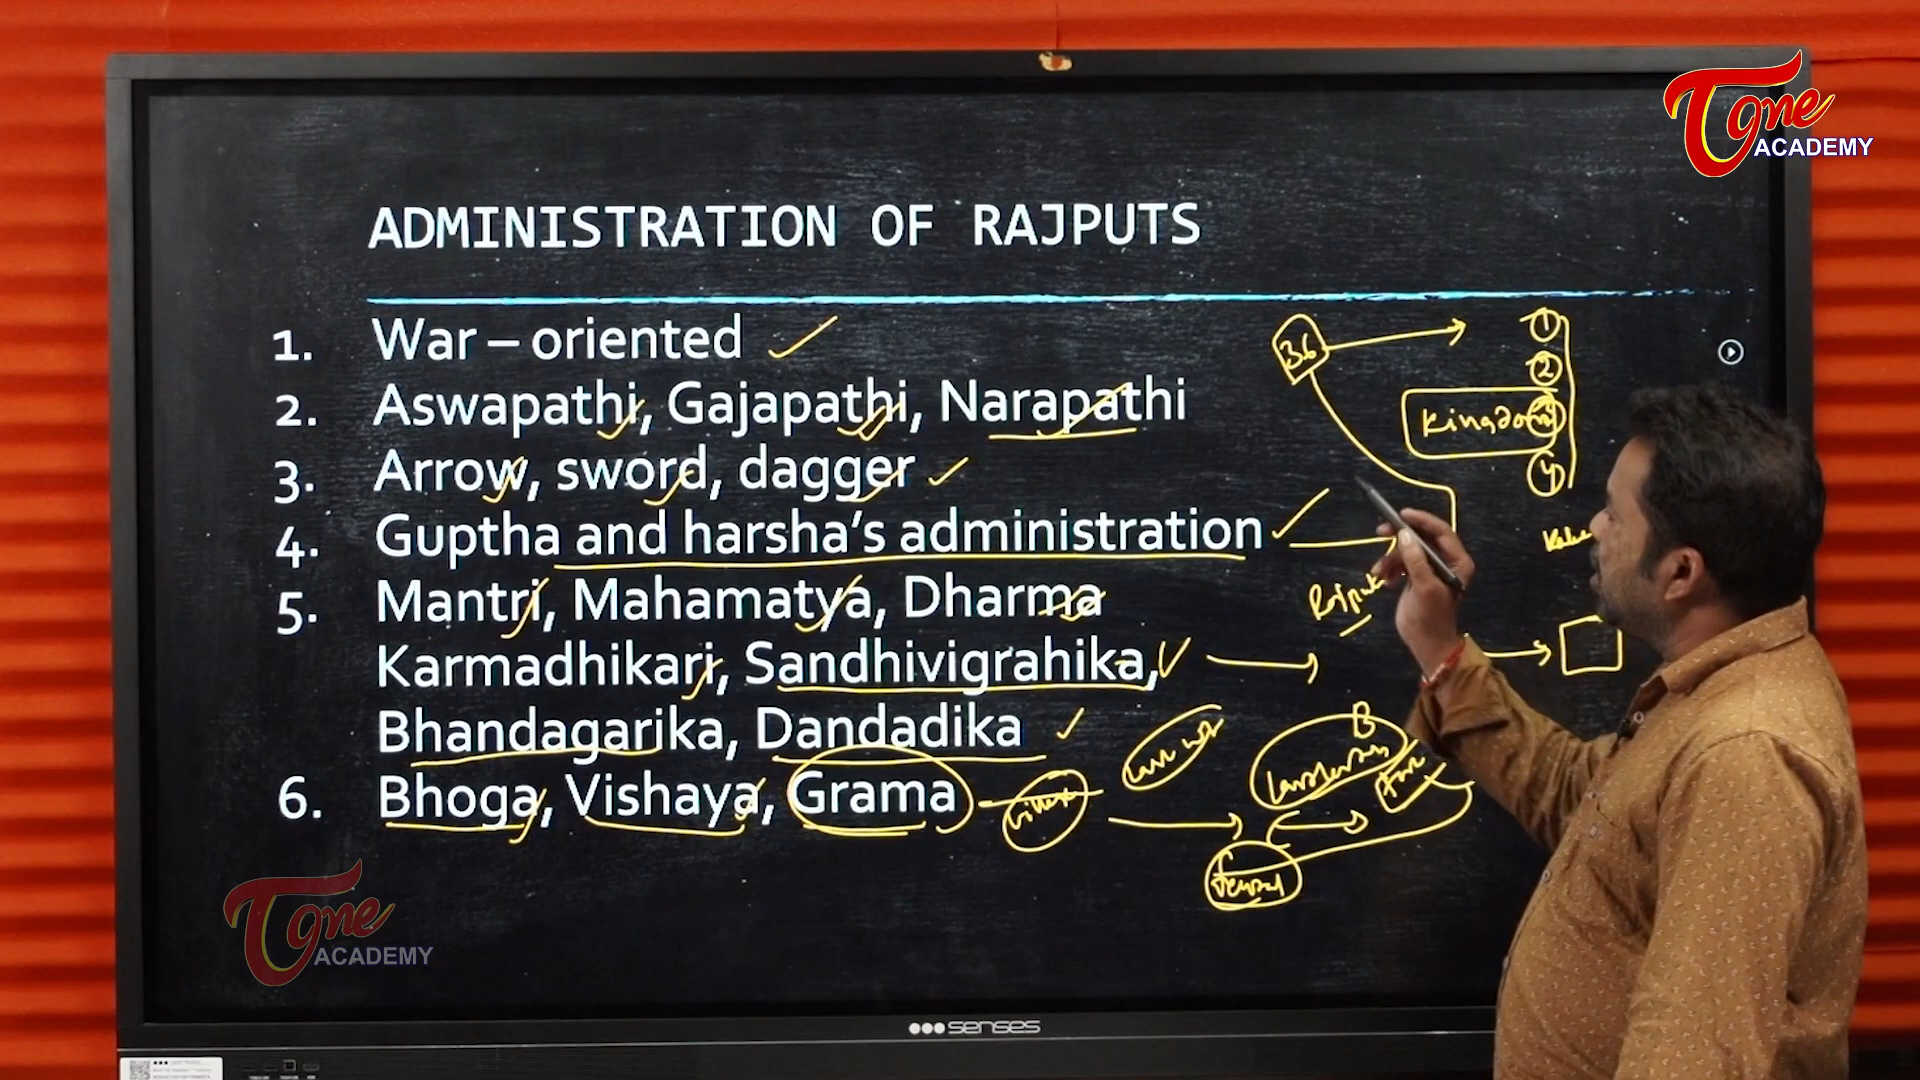 Tone
ACADEMY
ADMINISTRATION OF RAJPUTS
1. War – oriented
2. Aswapathi, Gajapathi, Narapathi
3. Arrow, sword, dagger
4. Guptha and harsha's administration
5. Mantri, Mahamatya, Dharma
Karmadhikari, Sandhivigrahika,
Bhandagarika, Dandadika
6. Bhoga, Vishaya, Grama
36
1
2
Kingdom
4
Tone
ACADEMY
senses